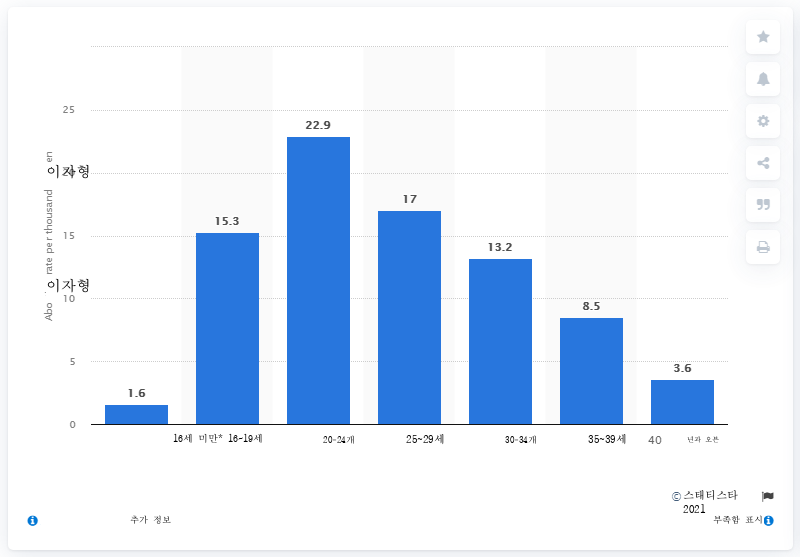 25
22.9
이자형
17
15.3
15
13.2
이자형
10
8.5
5
3.6
1.6
0
rate per thousand
en
Abo
16세 미만* 16~19세 20~24개 25~29세 30~34개 35~39세 40 년과 오픈
© 스태티스타
2021
추가 정보 부족함 표시